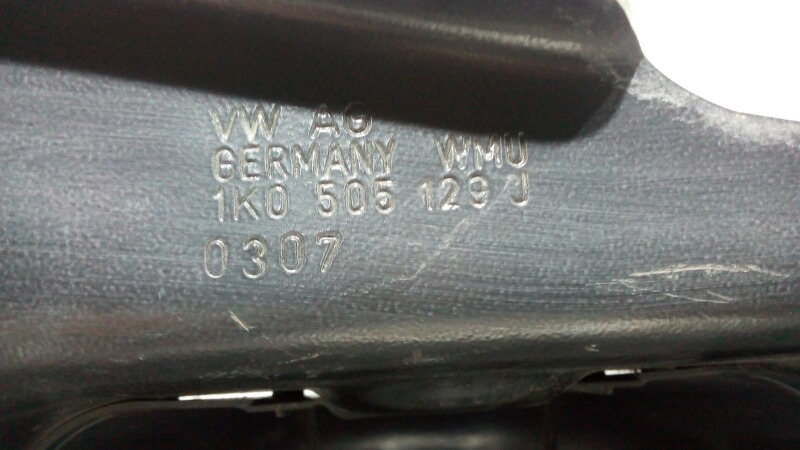 VW AG
GERMANY WMU
1K0 505 129 J
0307